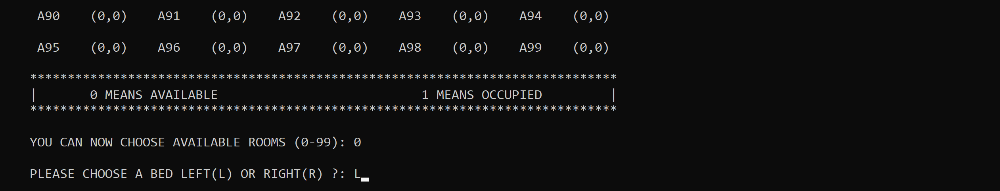 A90    (0,0)    A91    (0,0)    A92    (0,0)    A93    (0,0)    A94    (0,0)
A95    (0,0)    A96    (0,0)    A97    (0,0)    A98    (0,0)    A99    (0,0)
******************************************************************************
|       0 MEANS AVAILABLE                           1 MEANS OCCUPIED         |
******************************************************************************
YOU CAN NOW CHOOSE AVAILABLE ROOMS (0-99): 0
PLEASE CHOOSE A BED LEFT(L) OR RIGHT(R) ?: L